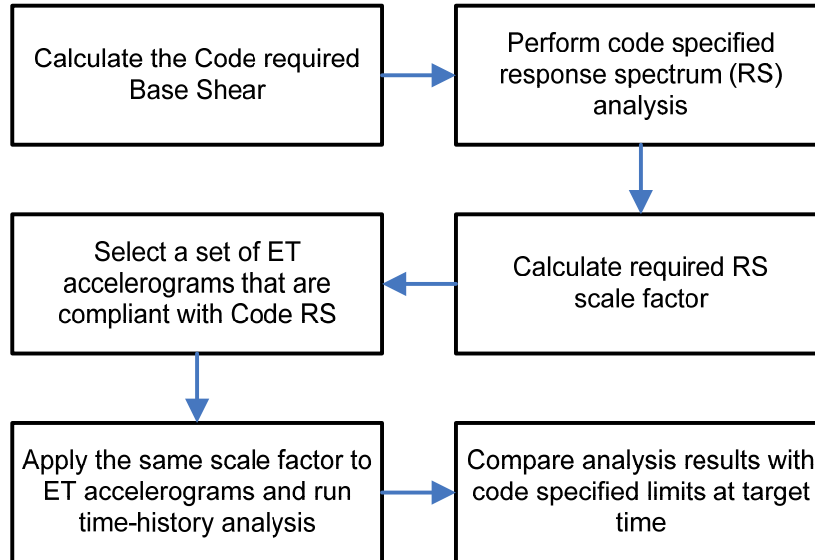 Calculate the Code required
Base Shear
Perform code specified
response spectrum (RS)
analysis
Calculate required RS
scale factor
Select a set of ET
accelerograms that are
compliant with Code RS
Apply the same scale factor to
ET accelerograms and run
time-history analysis
Compare analysis results with
code specified limits at target
time